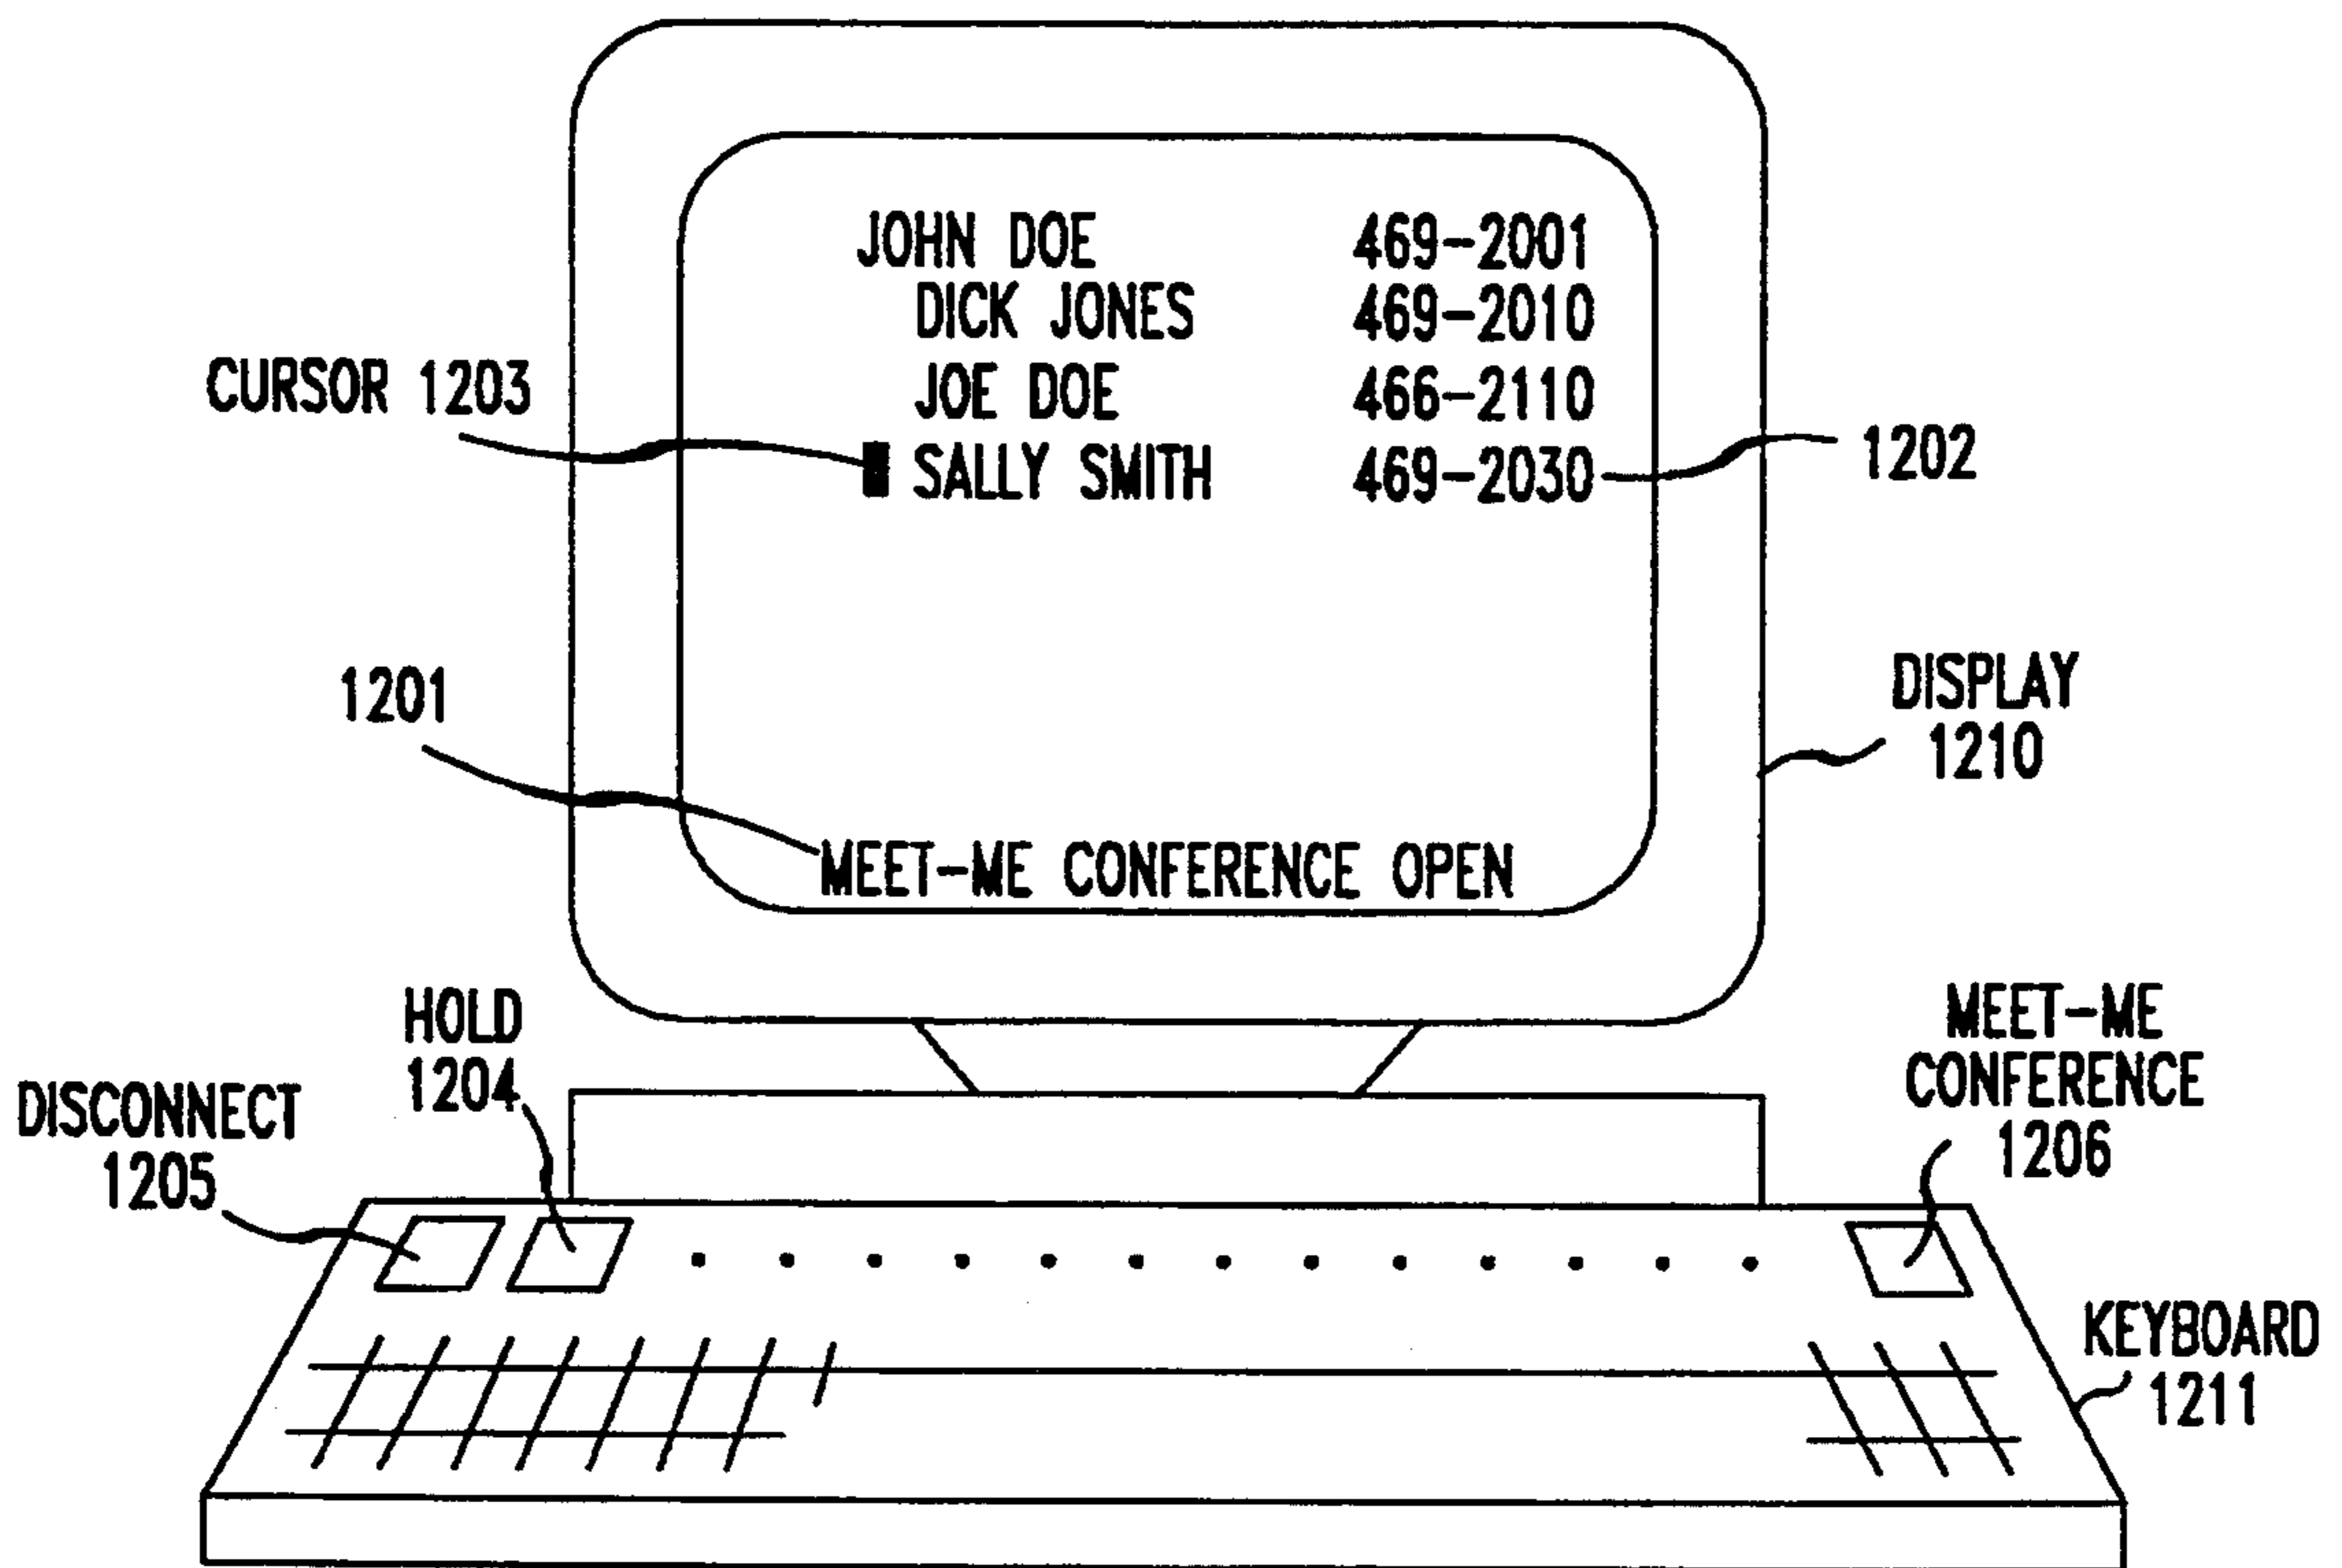 JOHN DOE 469-2001
DICK JONES 469-2010
JOE DOE 466-2110
SALLY SMITH 469-2030
CURSOR 1203
1202
1201
DISPLAY
1210
MEET-ME CONFERENCE OPEN
HOLD
1204
DISCONNECT
1205
MEET-ME
CONFERENCE
1206
KEYBOARD
1211